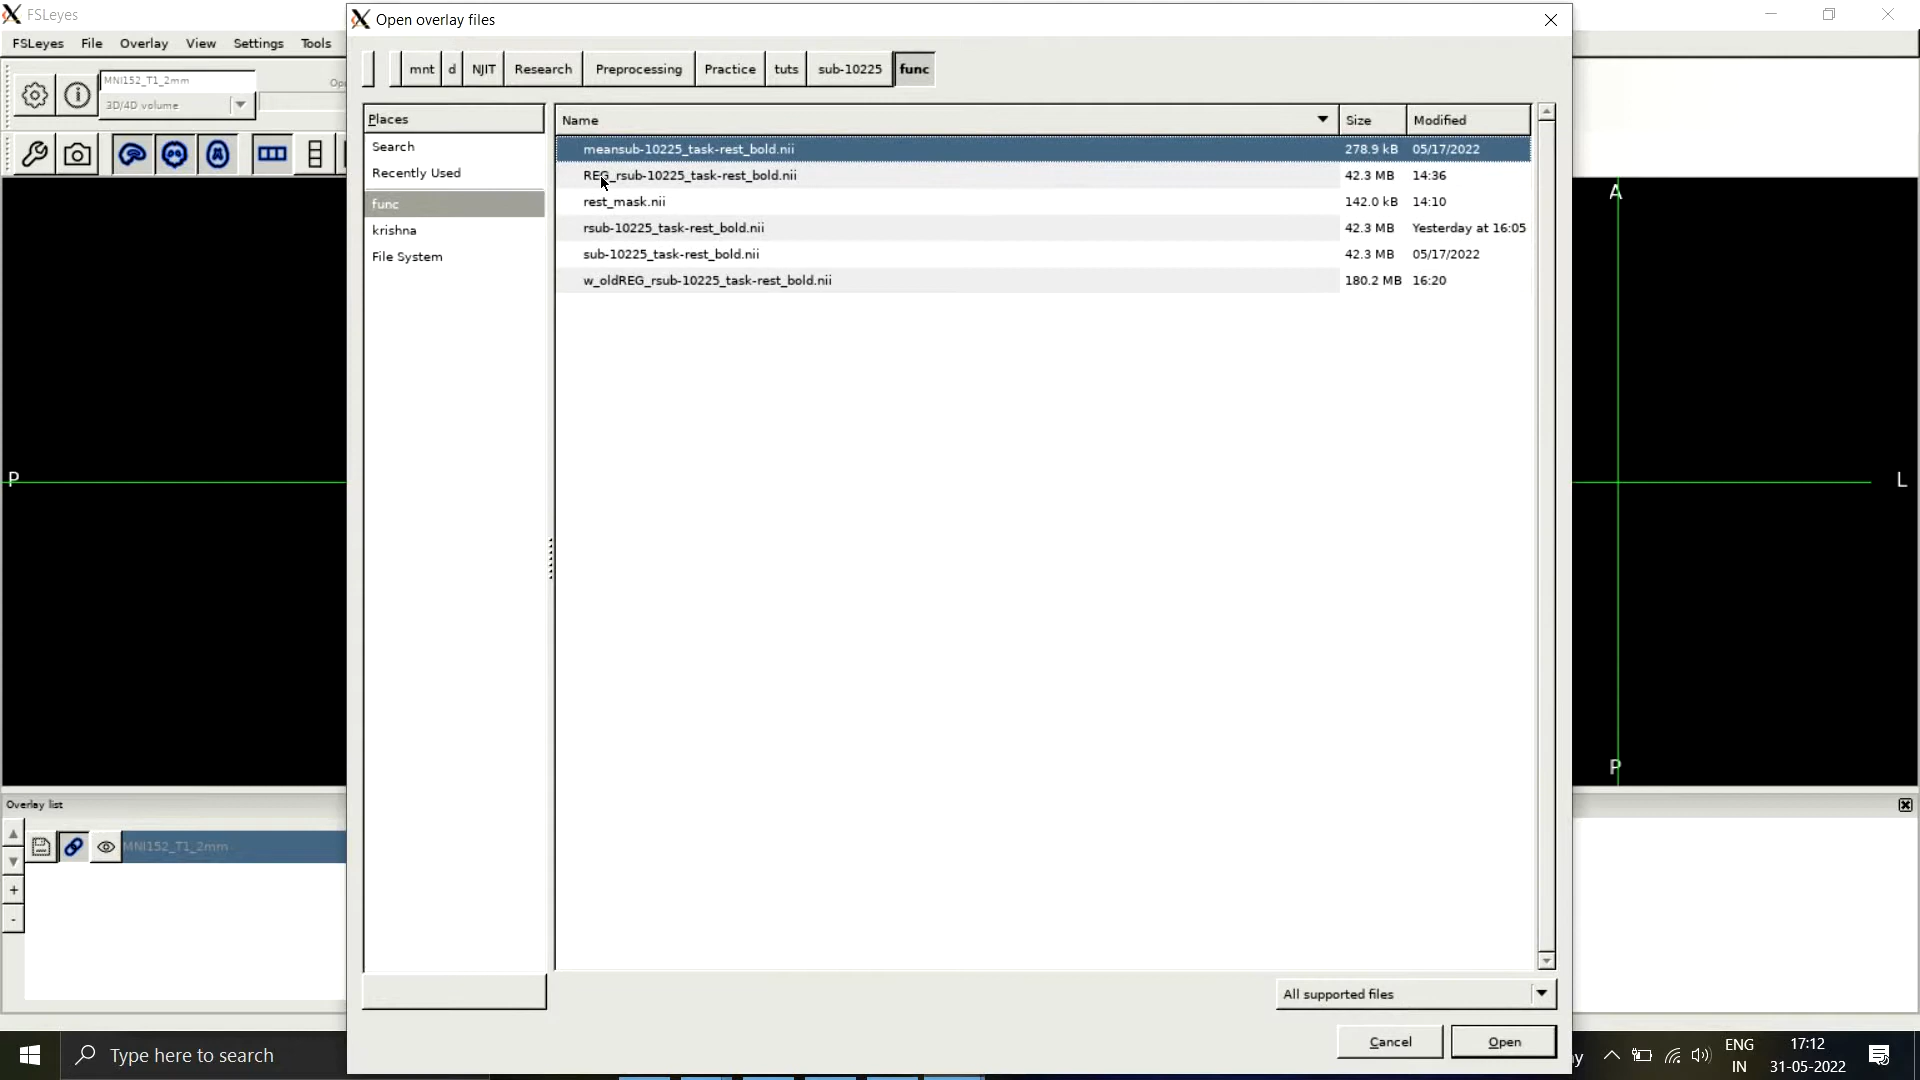 FSLeyes
Open overlay files
FSLeyes File Overlay View Settings Tools
mnt d NJIT Research Preprocessing Practice tuts sub-10225 func
MNI152_T1_2mm
3D/4D volume
Places
Search
Recently Used
func
krishna
File System
Name Size Modified
meansub-10225_task-rest_bold.nii 278.9 kB 05/17/2022
REG_rsub-10225_task-rest_bold.nii 42.3 MB 14:36
rest_mask.nii 142.0 kB 14:10
rsub-10225_task-rest_bold.nii 42.3 MB Yesterday at 16:05
sub-10225_task-rest_bold.nii 42.3 MB 05/17/2022
w_oldREG_rsub-10225_task-rest_bold.nii 180.2 MB 16:20
A
P
L
P
Overlay list
MNI152_T1_2mm
+
-
All supported files
Cancel Open
Type here to search
ENG
IN
17:12
31-05-2022